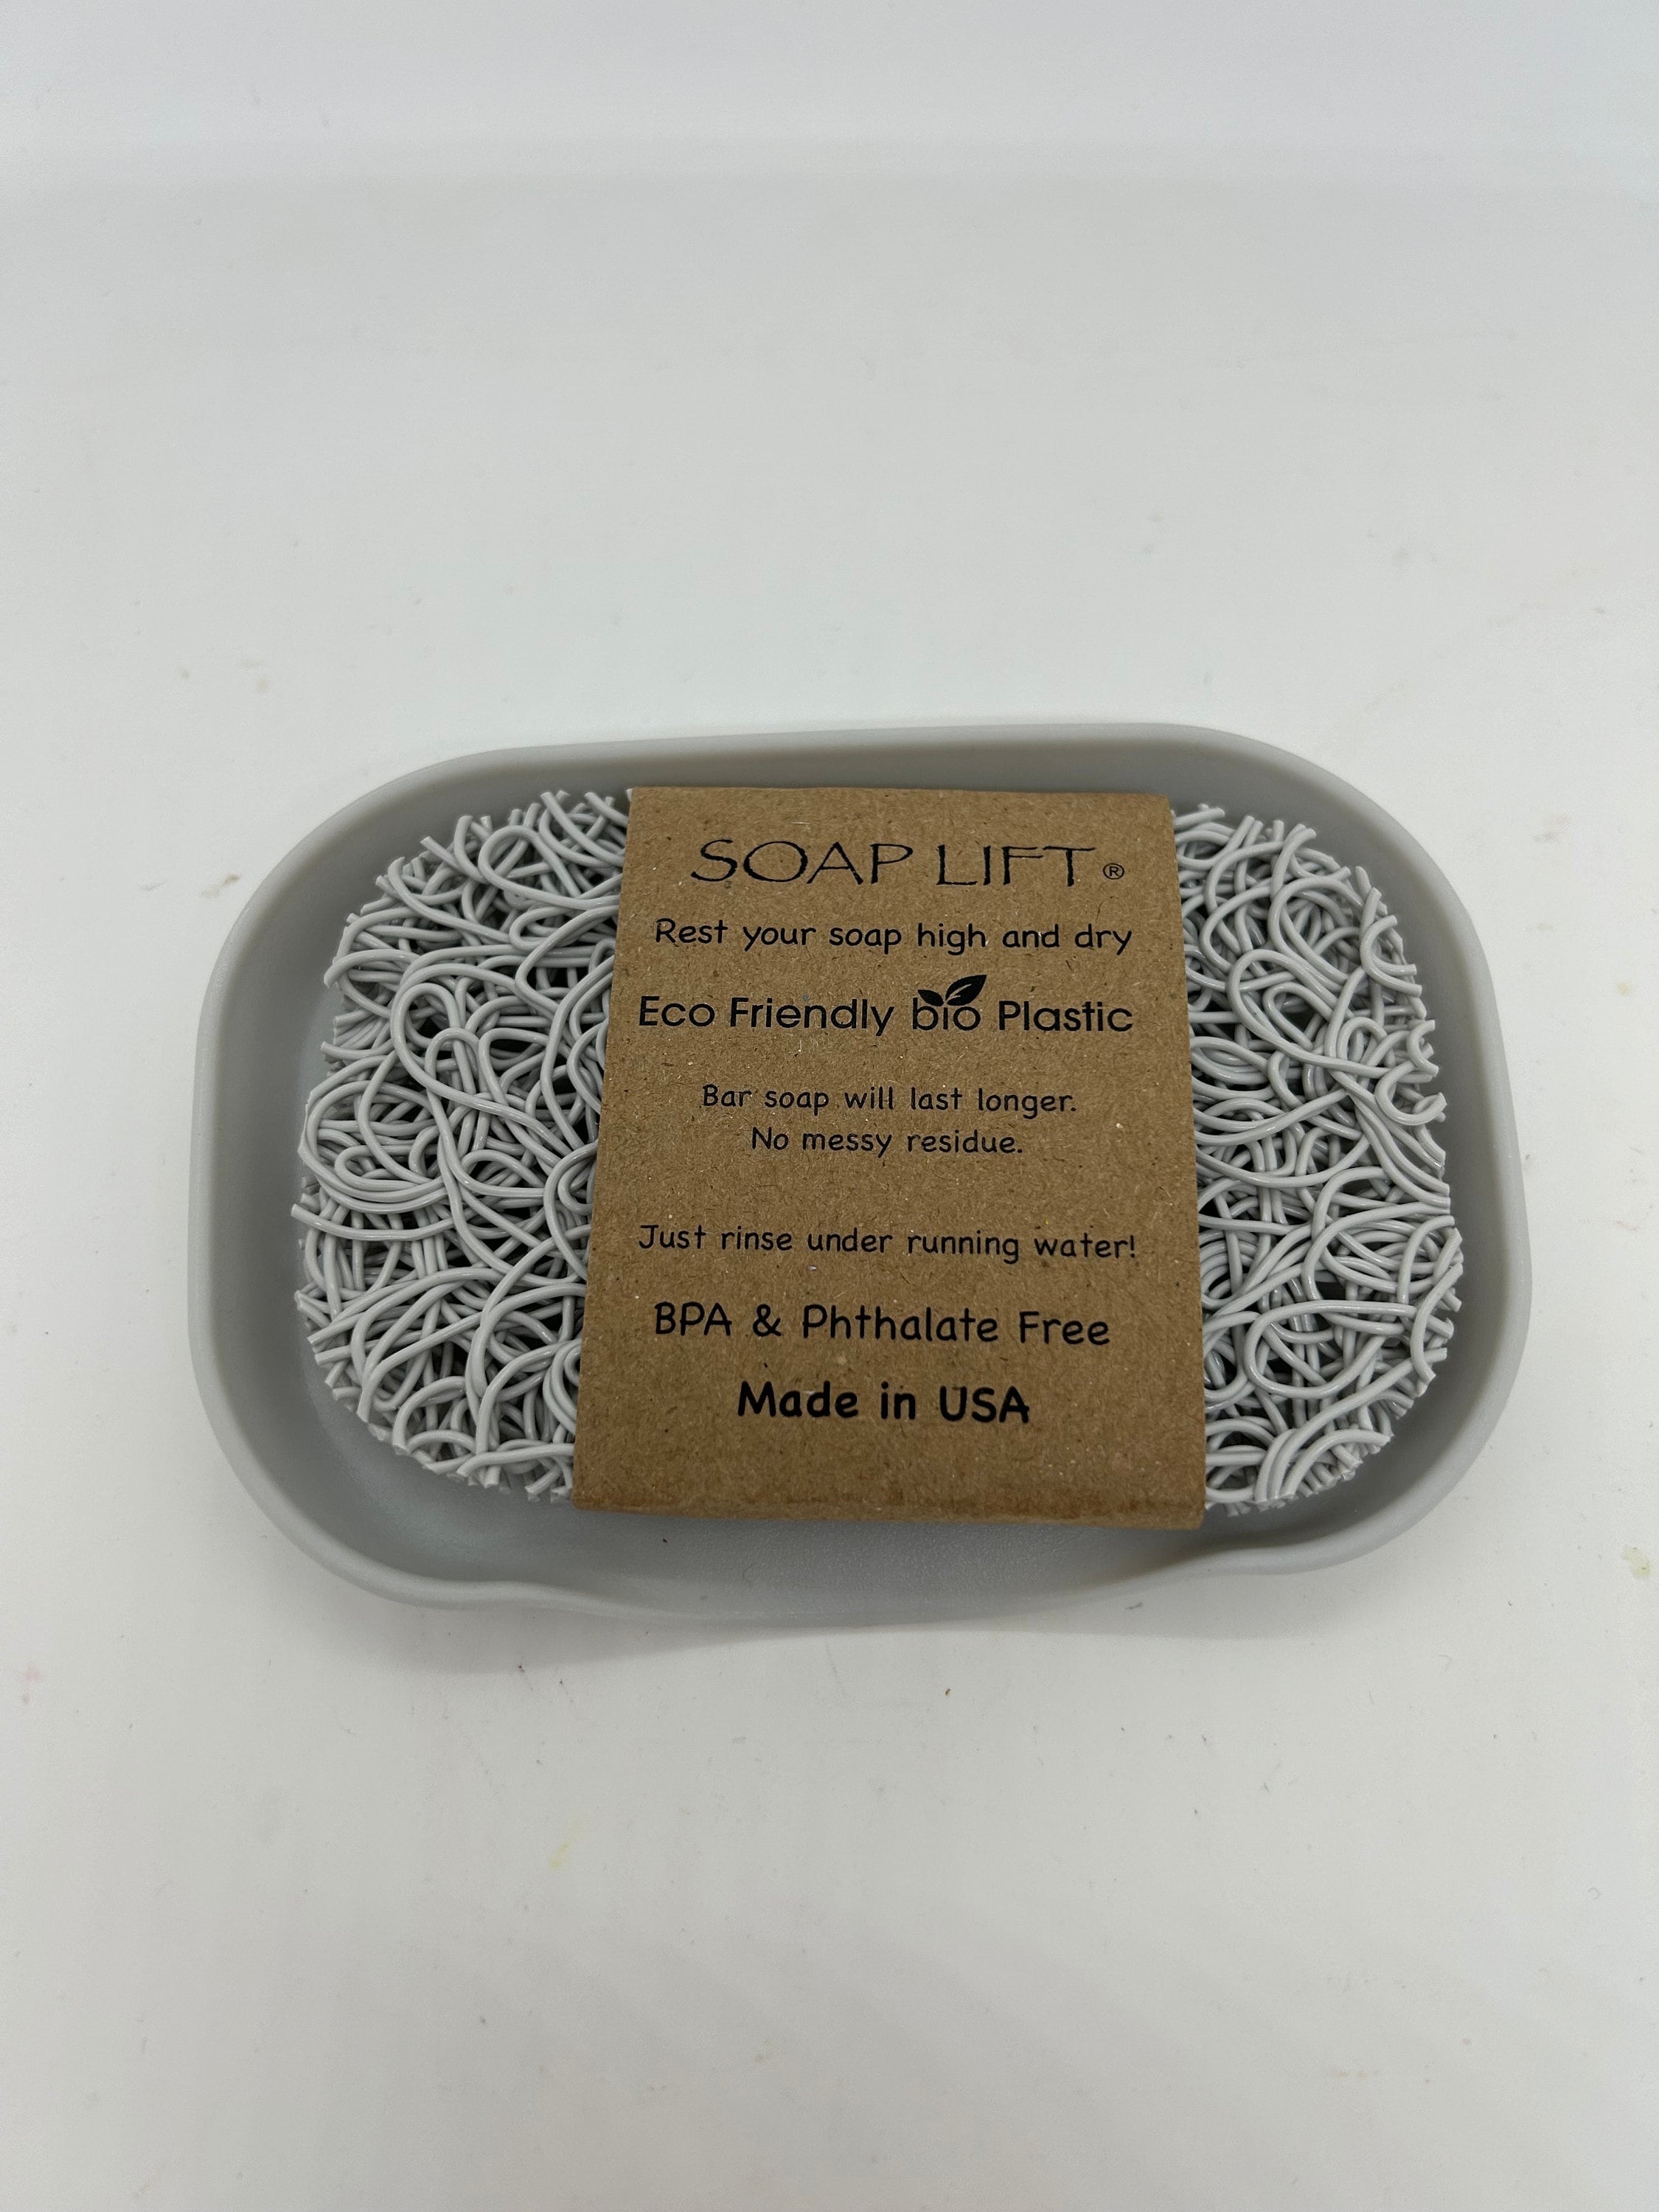 SOAP LIFT®
Rest your soap high and dry
Eco Friendly bio Plastic
Bar soap will last longer.
No messy residue.
Just rinse under running water!
BPA & Phthalate Free
Made in USA